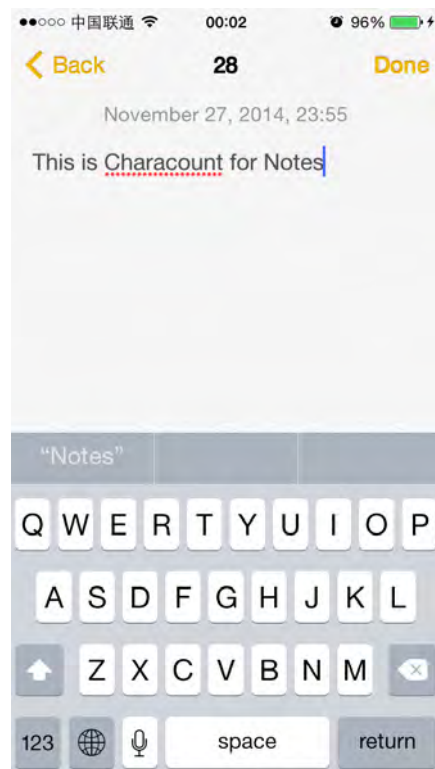 中国联通 00:02 96%
Back 28 Done
November 27, 2014, 23:55
This is Characount for Notes
“Notes”
Q W E R T Y U I O P
A S D F G H J K L
Z X C V B N M
123 space return